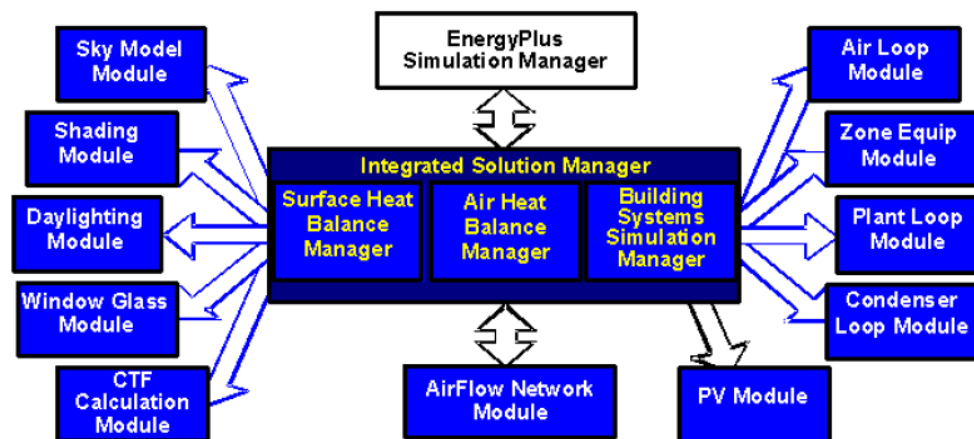 Sky Model
Module
EnergyPlus
Simulation Manager
Air Loop
Module
Shading
Module
Zone Equip
Module
Integrated Solution Manager
Surface Heat
Balance
Manager
Air Heat
Balance
Manager
Building
Systems
Simulation
Manager
Daylighting
Module
Plant Loop
Module
Window Glass
Module
Condenser
Loop Module
CTF
Calculation
Module
AirFlow Network
Module
PV Module